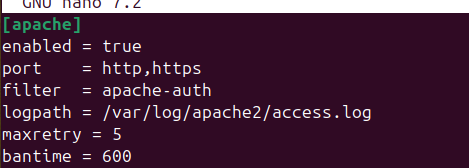 GNU nano 7.2
[apache]
enabled = true
port    = http,https
filter  = apache-auth
logpath = /var/log/apache2/access.log
maxretry = 5
bantime = 600